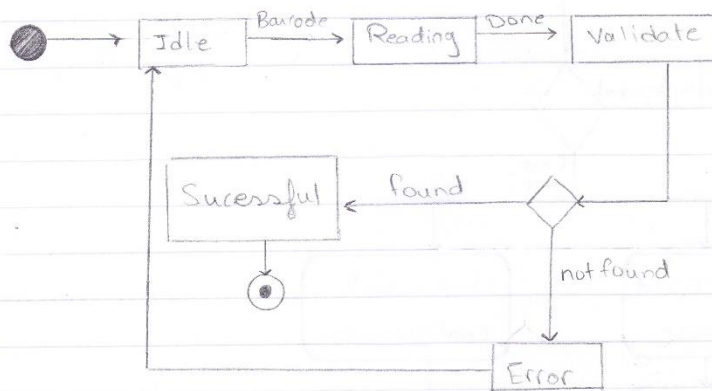 Barcode
Done
Idle
Reading
Validate
Sucessful
found
not found
Error